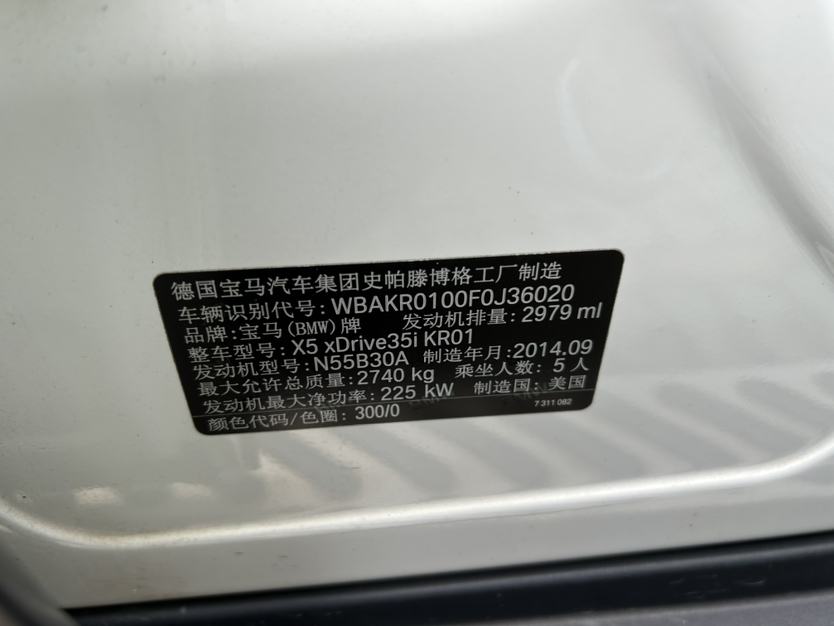 德国宝马汽车集团史帕滕博格工厂制造
车辆识别代号: WBAKR0100F0J36020
品牌: 宝马(BMW)牌 发动机排量: 2979 ml
整车型号: X5 xDrive35i KR01
发动机型号: N55B30A 制造年月: 2014.09
最大允许总质量: 2740 kg 乘坐人数: 5 人
发动机最大净功率: 225 kW 制造国: 美国
颜色代码/色圈: 300/0 7 311 082